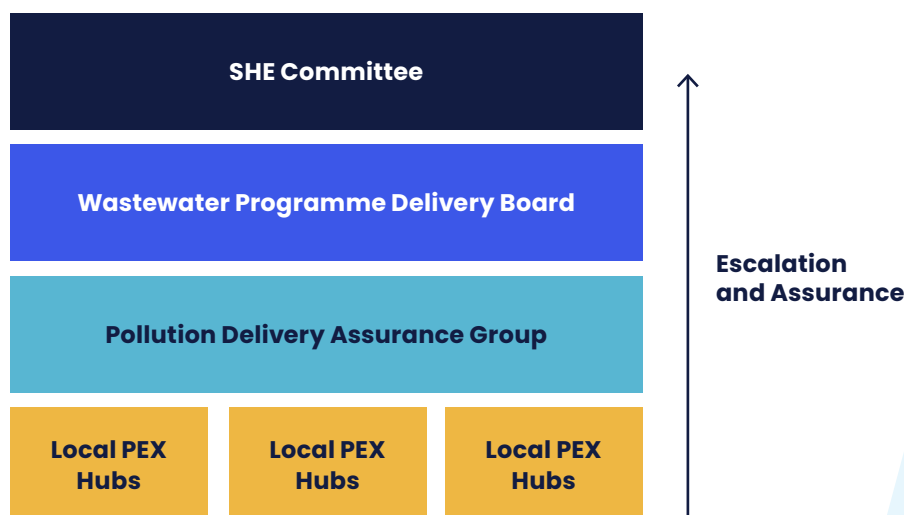 SHE Committee
Wastewater Programme Delivery Board
Escalation
and Assurance
Pollution Delivery Assurance Group
Local PEX
Hubs
Local PEX
Hubs
Local PEX
Hubs